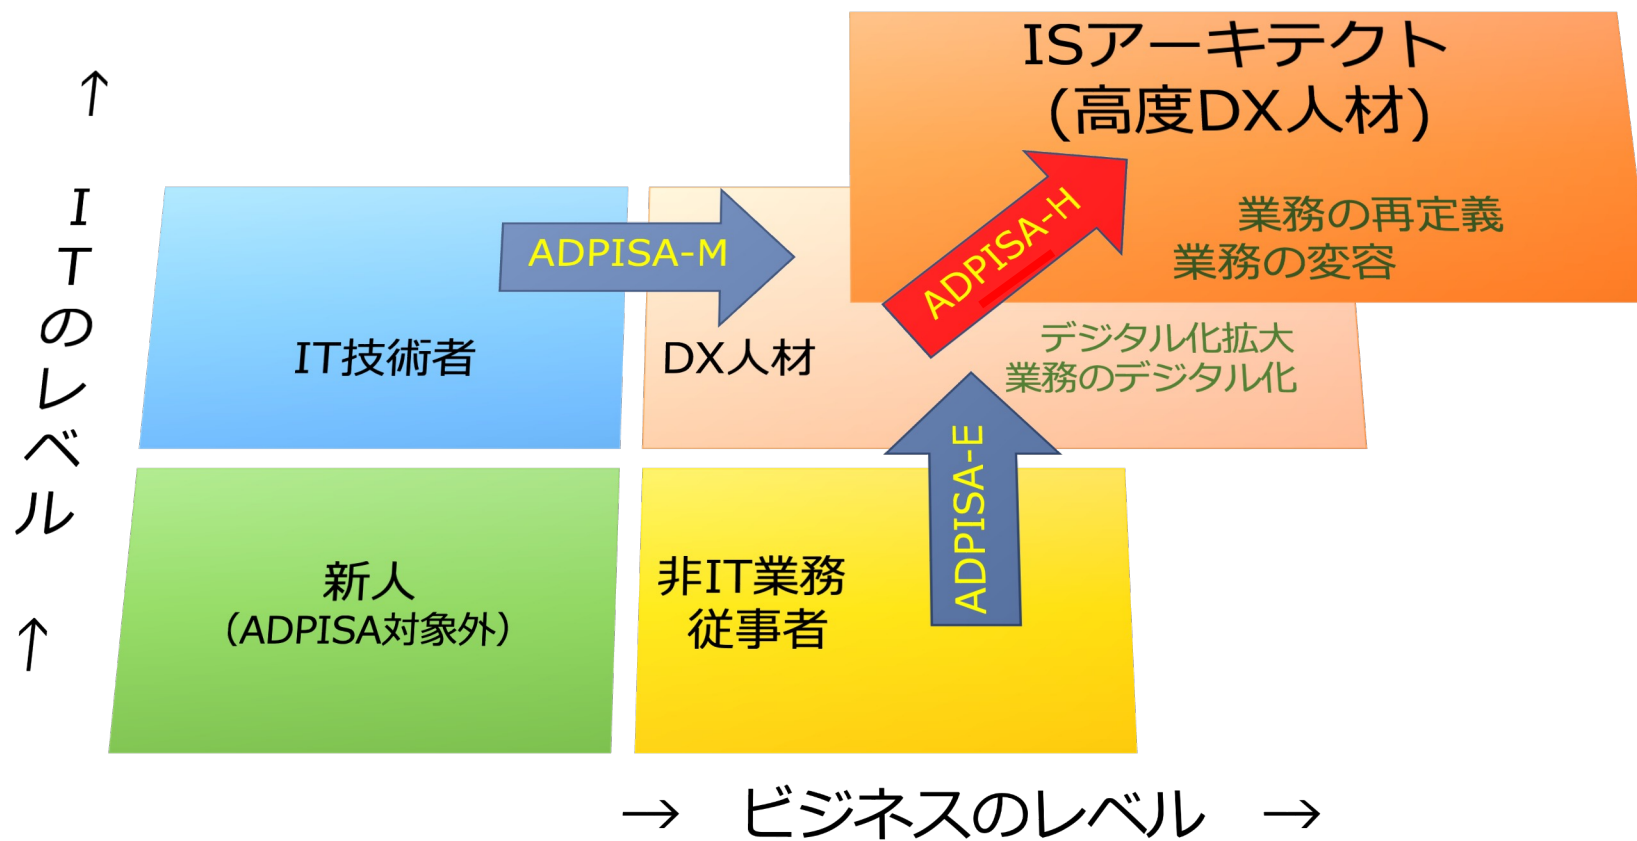 ISアーキテクト
(高度DX人材)
業務の再定義
業務の変容
↑ ITのレベル ↑
ADPISA-M
ADPISA-H
IT技術者
DX人材
デジタル化拡大
業務のデジタル化
ADPISA-E
新人
（ADPISA対象外）
非IT業務
従事者
→ ビジネスのレベル →